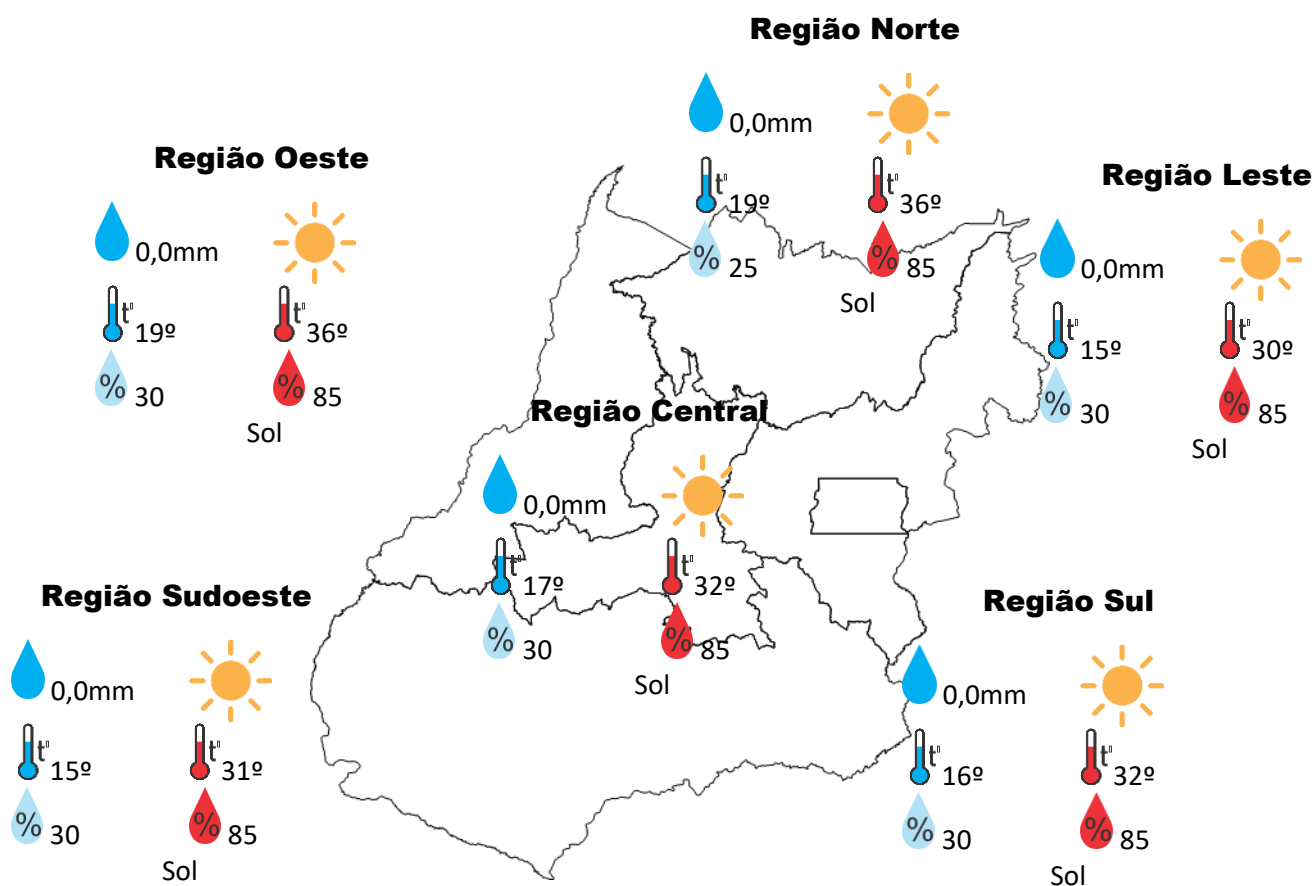 Região Norte
0,0mm
t°
19º
t°
36º
%
25
%
85
Sol
Região Oeste
0,0mm
t°
19º
t°
36º
%
30
%
85
Sol
Região Leste
0,0mm
t°
15º
t°
30º
%
30
%
85
Sol
Região Central
0,0mm
t°
17º
t°
32º
%
30
%
85
Sol
Região Sudoeste
0,0mm
t°
15º
t°
31º
%
30
%
85
Sol
Região Sul
0,0mm
t°
16º
t°
32º
%
30
%
85
Sol